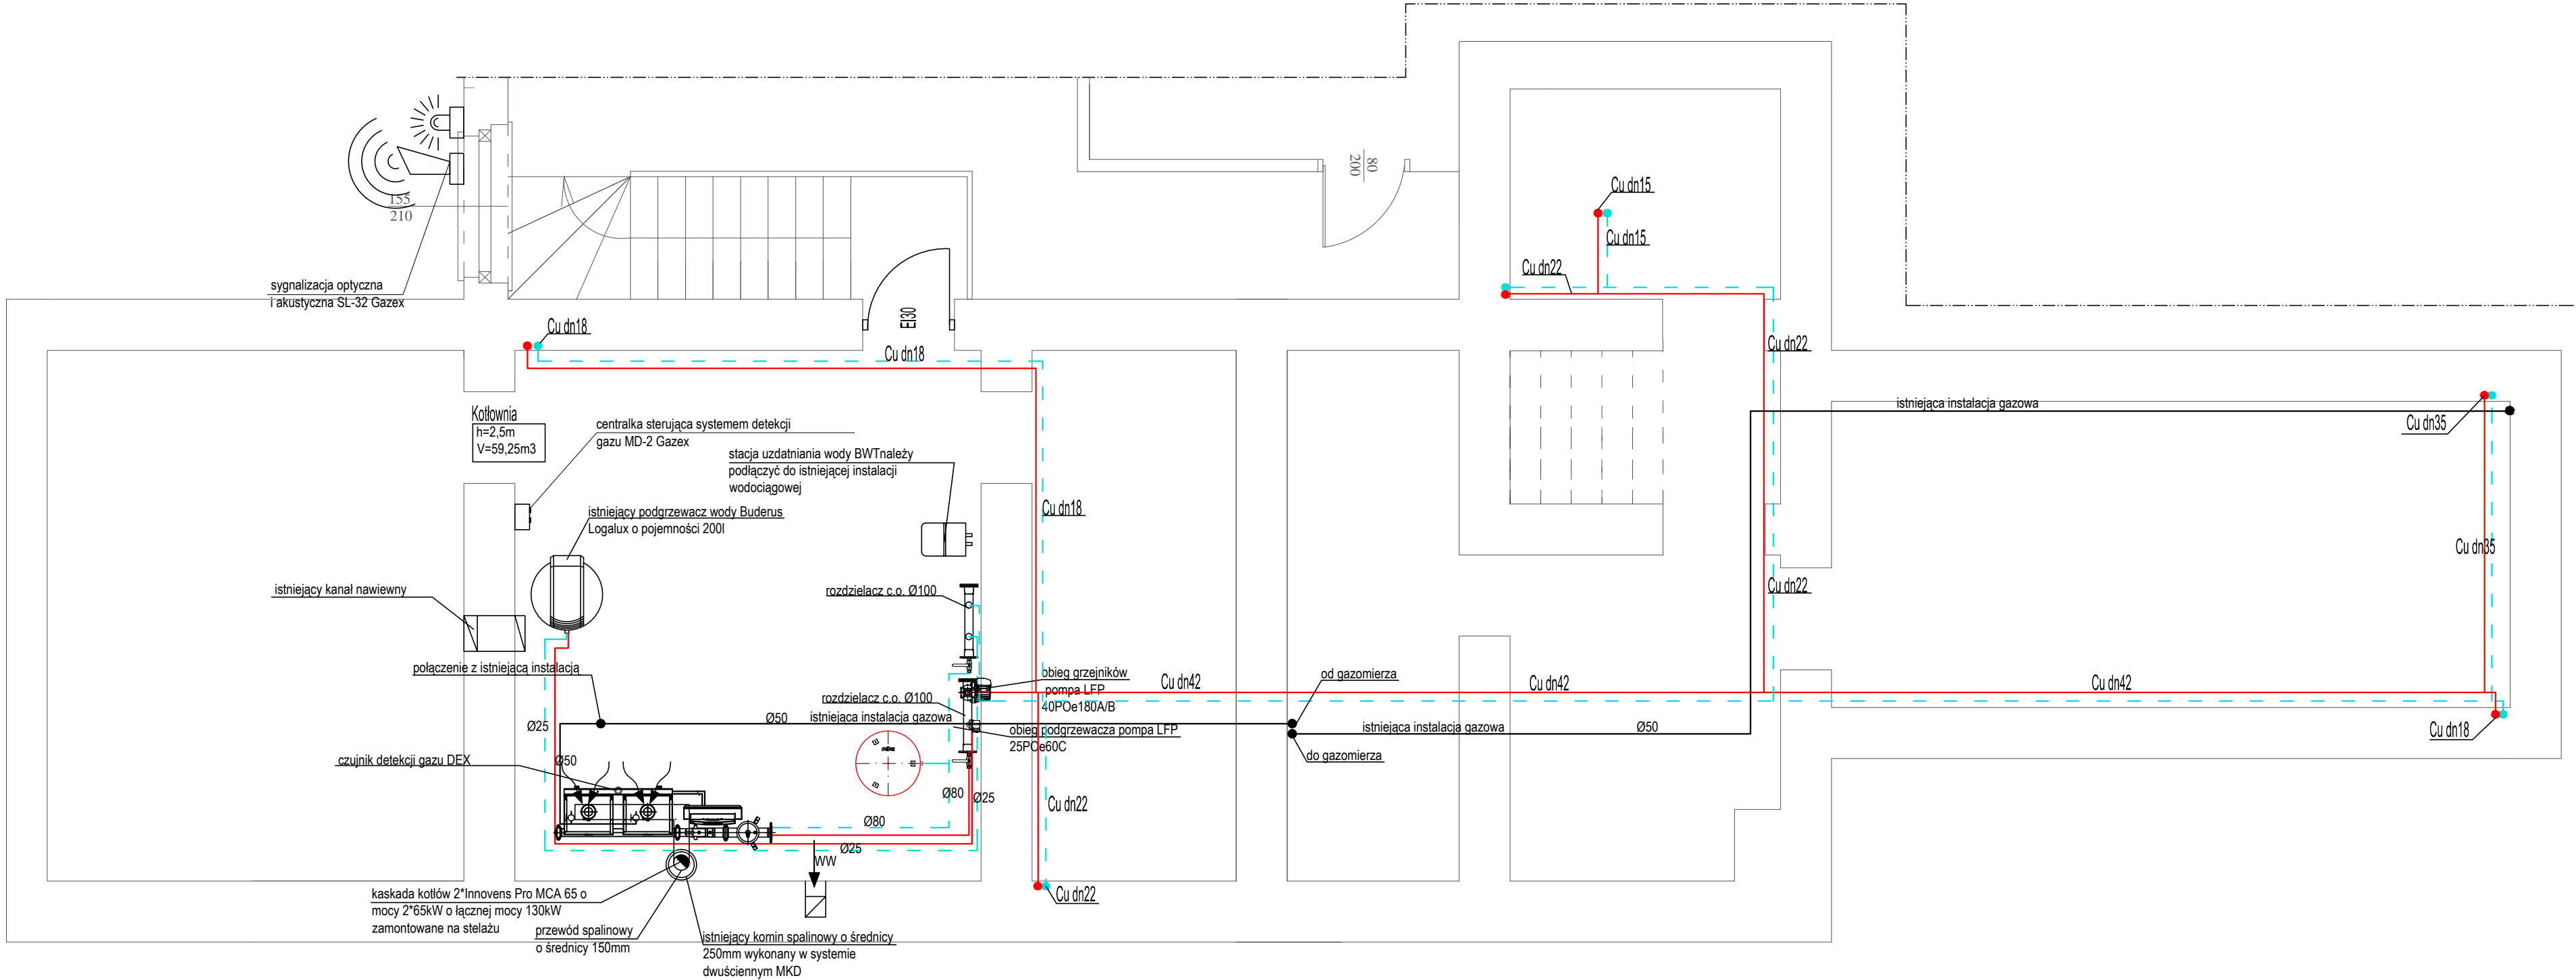 80
200
155
210
sygnalizacja optyczna
i akustyczna SL-32 Gazex
Cu dn15
Cu dn15
Cu dn22
EI30
Cu dn18
Cu dn18
Cu dn22
istniejąca instalacja gazowa
Cu dn35
Kotłownia
h=2,5m
V=59,25m3
centralka sterująca systemem detekcji
gazu MD-2 Gazex
stacja uzdatniania wody BWTnależy
podłączyć do istniejącej instalacji
wodociągowej
istniejący podgrzewacz wody Buderus
Logalux o pojemności 200l
Cu dn18
Cu dn35
istniejący kanał nawiewny
rozdzielacz c.o. Ø100
Cu dn22
połączenie z istniejacą instalacją
obieg grzejników
pompa LFP
40POe180A/B
Cu dn42
od gazomierza
Cu dn42
Cu dn42
rozdzielacz c.o. Ø100
Ø25
Ø50
istniejąca instalacja gazowa
obieg podgrzewacza pompa LFP
25POe60C
istniejąca instalacja gazowa
Ø50
Cu dn18
do gazomierza
czujnik detekcji gazu DEX
Ø50
Ø80
Ø25
Cu dn22
Ø80
Ø25
WW
Cu dn22
kaskada kotłów 2*Innovens Pro MCA 65 o
mocy 2*65kW o łącznej mocy 130kW
zamontowane na stelażu
przewód spalinowy
o średnicy 150mm
istniejący komin spalinowy o średnicy
250mm wykonany w systemie
dwuściennym MKD